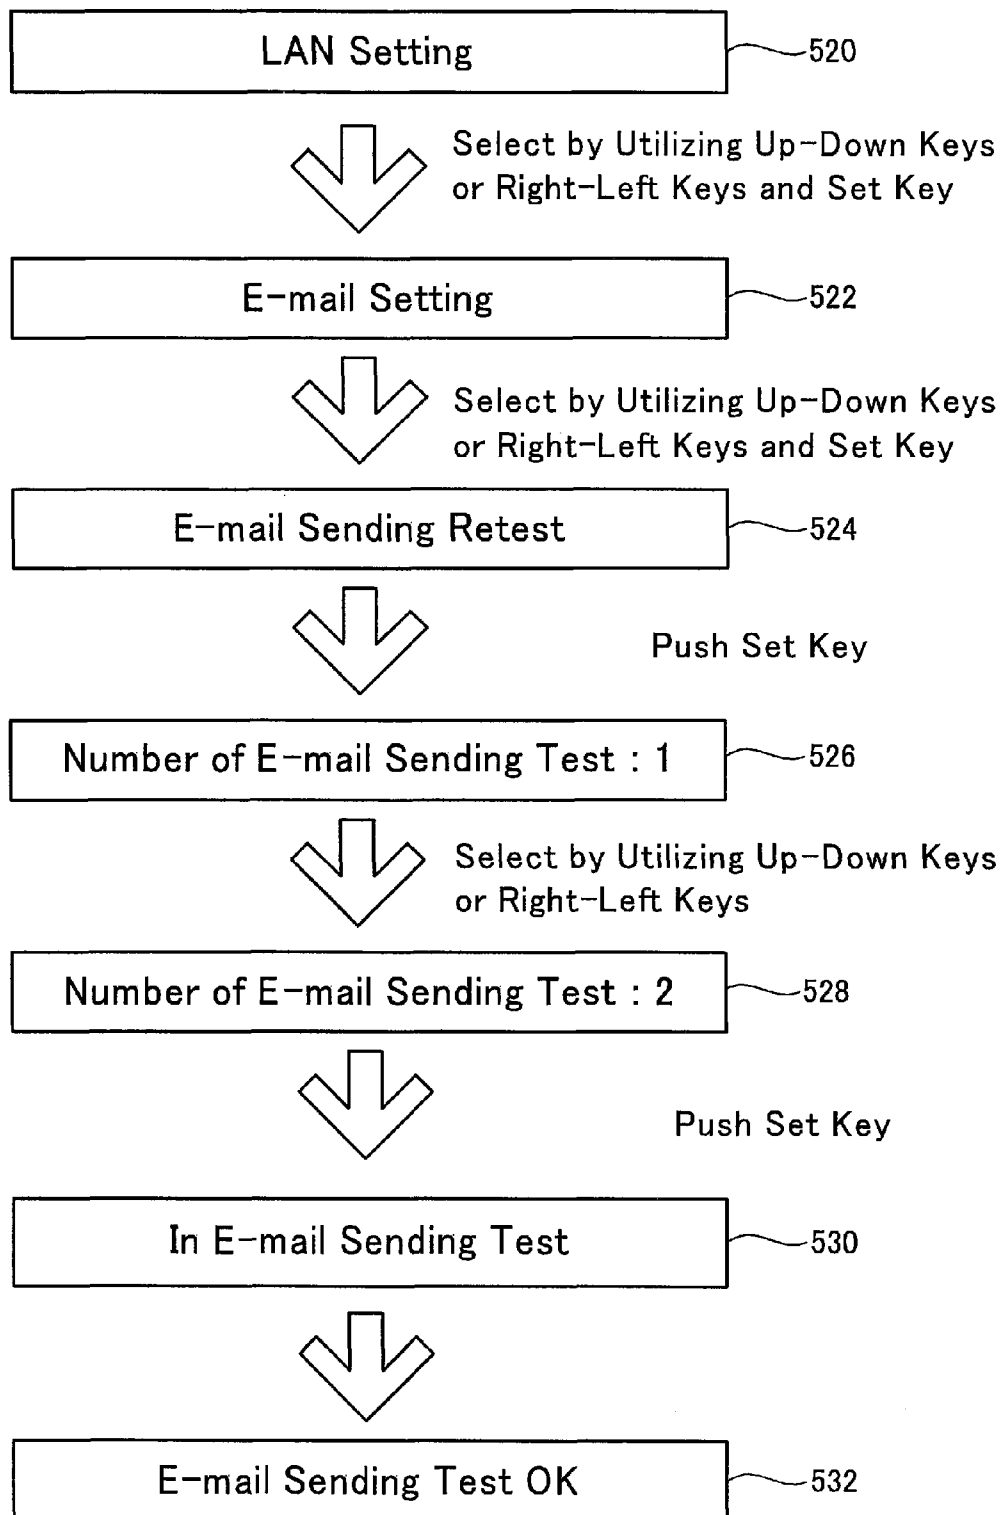 LAN Setting
520
Select by Utilizing Up-Down Keys
or Right-Left Keys and Set Key
E-mail Setting
522
Select by Utilizing Up-Down Keys
or Right-Left Keys and Set Key
E-mail Sending Retest
524
Push Set Key
Number of E-mail Sending Test : 1
526
Select by Utilizing Up-Down Keys
or Right-Left Keys
Number of E-mail Sending Test : 2
528
Push Set Key
In E-mail Sending Test
530
E-mail Sending Test OK
532